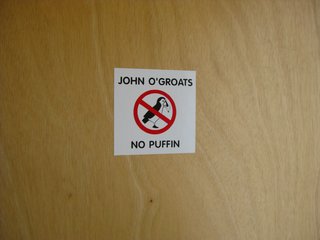 JOHN O'GROATS
NO PUFFIN